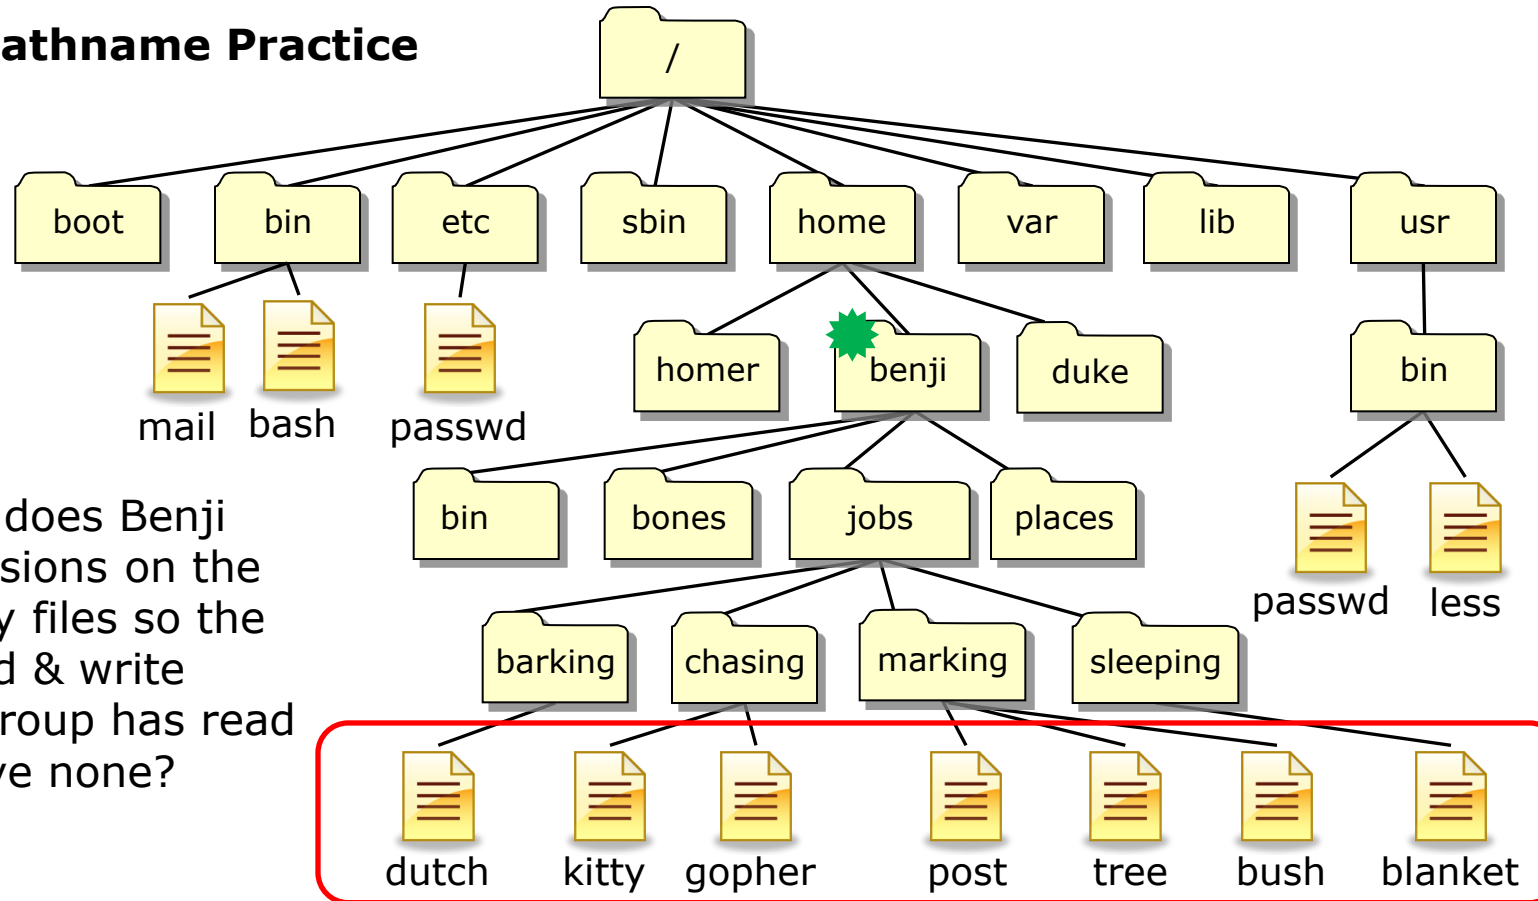 athname Practice
/
boot bin etc sbin home var lib usr
mail bash passwd
homer benji duke bin
bin bones jobs places
passwd less
does Benji
sions on the
y files so the
d & write
roup has read
ve none?
barking chasing marking sleeping
dutch kitty gopher post tree bush blanket